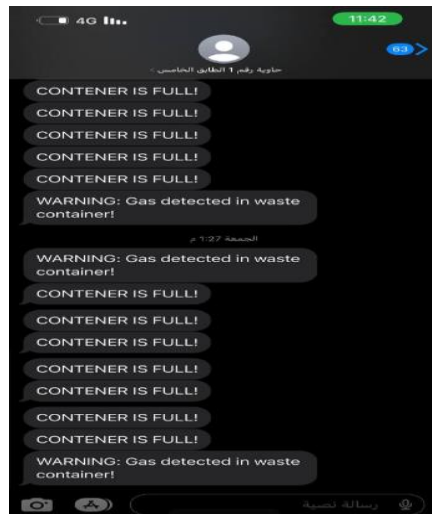 4G 11:42
63
حاوية رقم 1 الطابق الخامس
CONTENER IS FULL!
CONTENER IS FULL!
CONTENER IS FULL!
CONTENER IS FULL!
CONTENER IS FULL!
WARNING: Gas detected in waste
container!
الجمعة 1:27 م
WARNING: Gas detected in waste
container!
CONTENER IS FULL!
CONTENER IS FULL!
CONTENER IS FULL!
CONTENER IS FULL!
CONTENER IS FULL!
CONTENER IS FULL!
CONTENER IS FULL!
WARNING: Gas detected in waste
container!
رسالة نصية